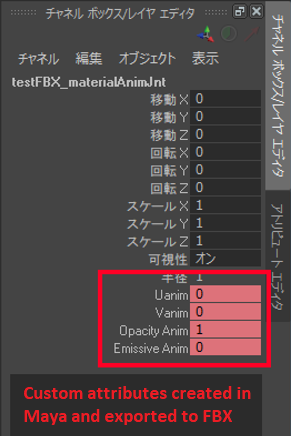 チャネル ボックス/レイヤ エディタ
チャネル 編集 オブジェクト 表示
testFBX_materialAnimJnt
移動 X 0
移動 Y 0
移動 Z 0
回転 X 0
回転 Y 0
回転 Z 0
スケール X 1
スケール Y 1
スケール Z 1
可視性 オン
半径 1
Uanim 0
Vanim 0
Opacity Anim 1
Emissive Anim 0
Custom attributes created in
Maya and exported to FBX
チャネル ボックス/レイヤ エディタ
アトリビュート エディタ